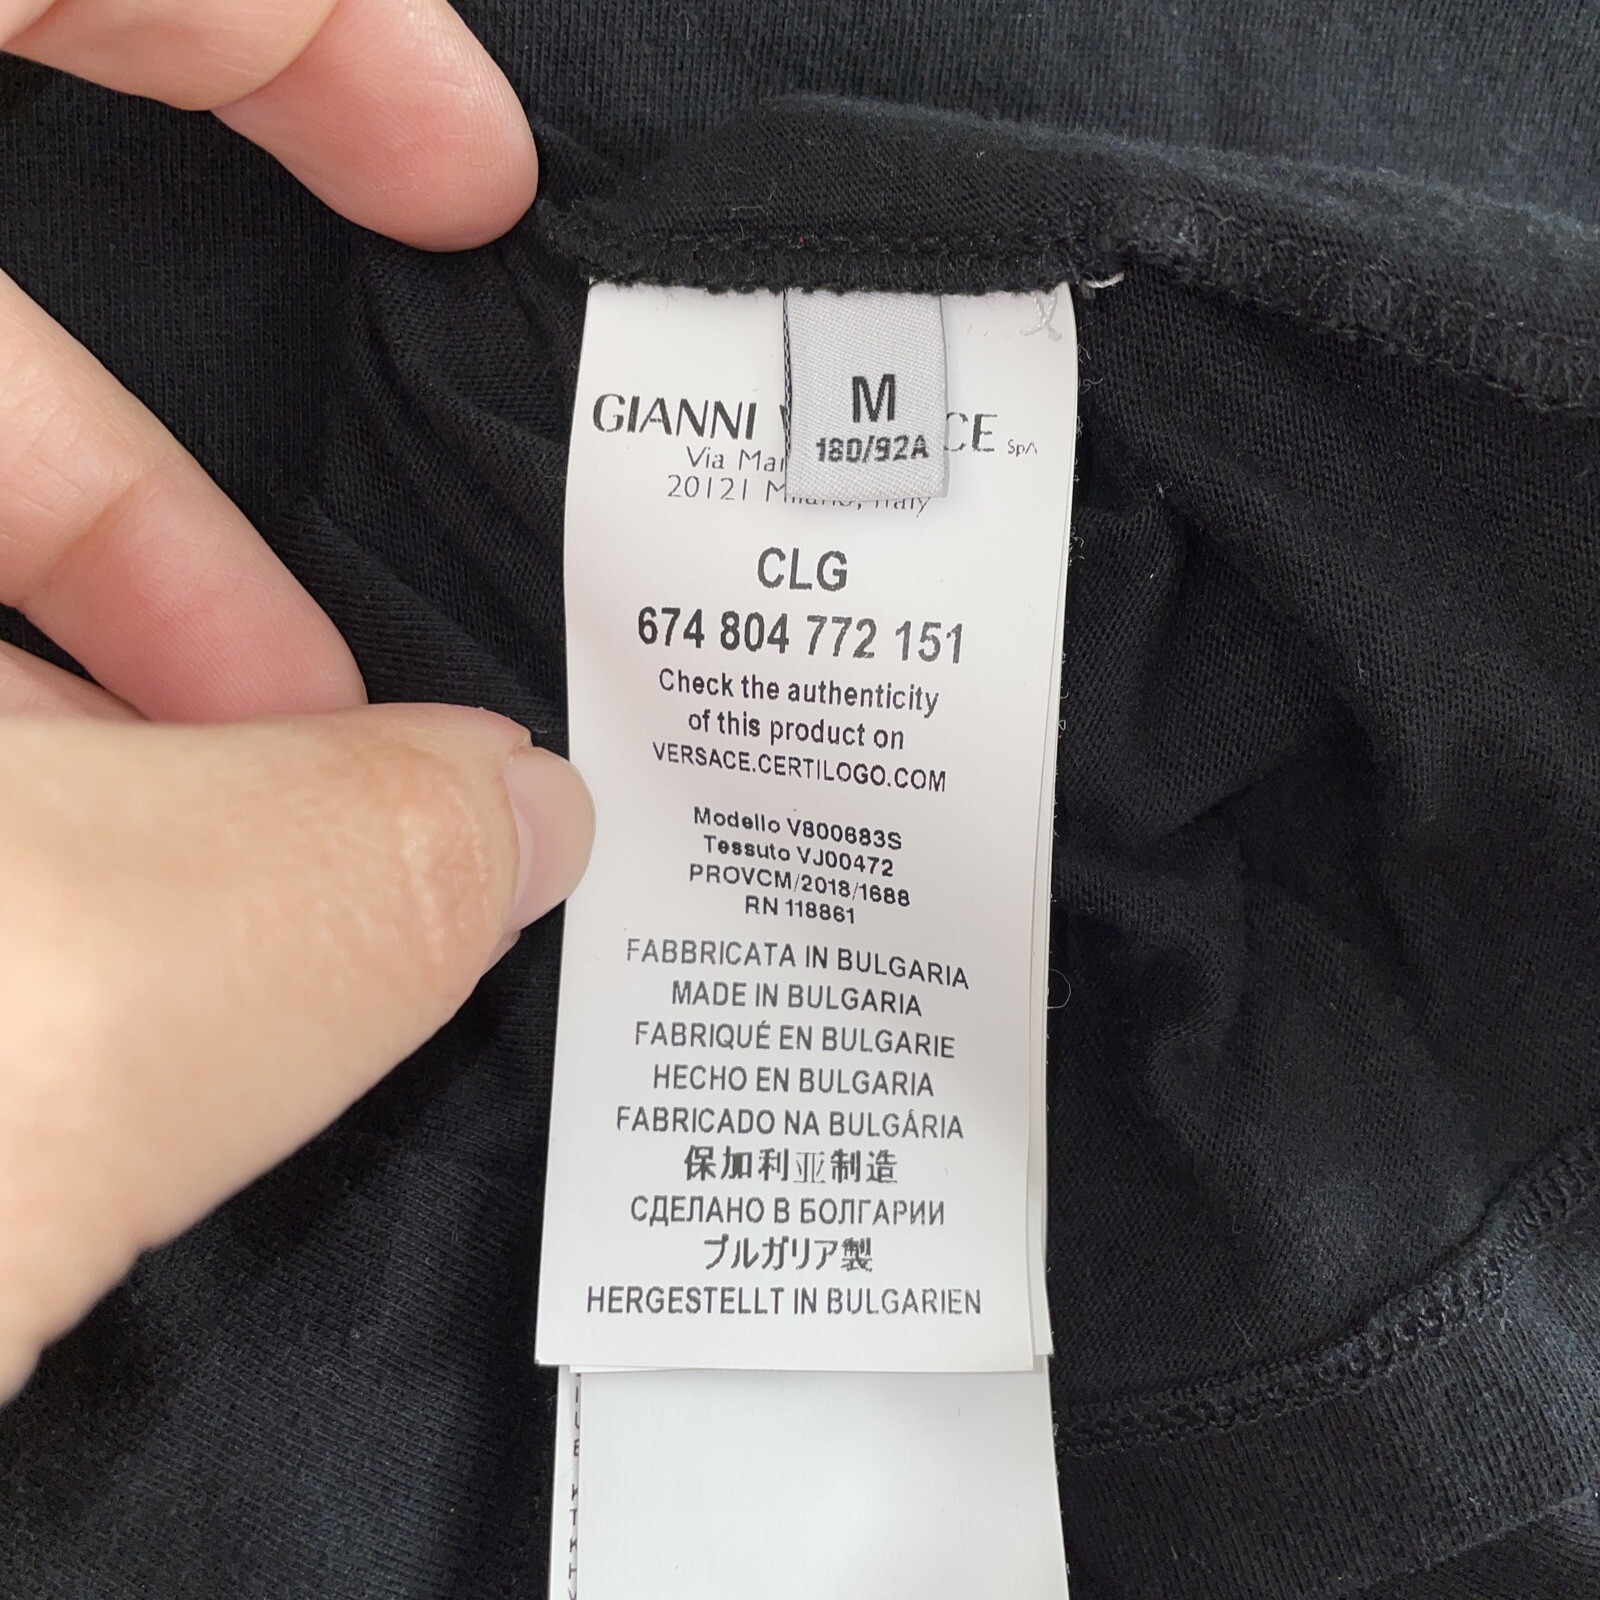 M
180/92A
GIANNI CE SpA
Via
20121
CLG
674 804 772 151
Check the authenticity
of this product on
VERSACE.CERTILOGO.COM
Modello V800683S
Tessuto VJ00472
PROVCM/2018/1688
RN 118861
FABBRICATA IN BULGARIA
MADE IN BULGARIA
FABRIQUÉ EN BULGARIE
HECHO EN BULGARIA
FABRICADO NA BULGÁRIA
保加利亚制造
СДЕЛАНО В БОЛГАРИИ
ブルガリア製
HERGESTELLT IN BULGARIEN